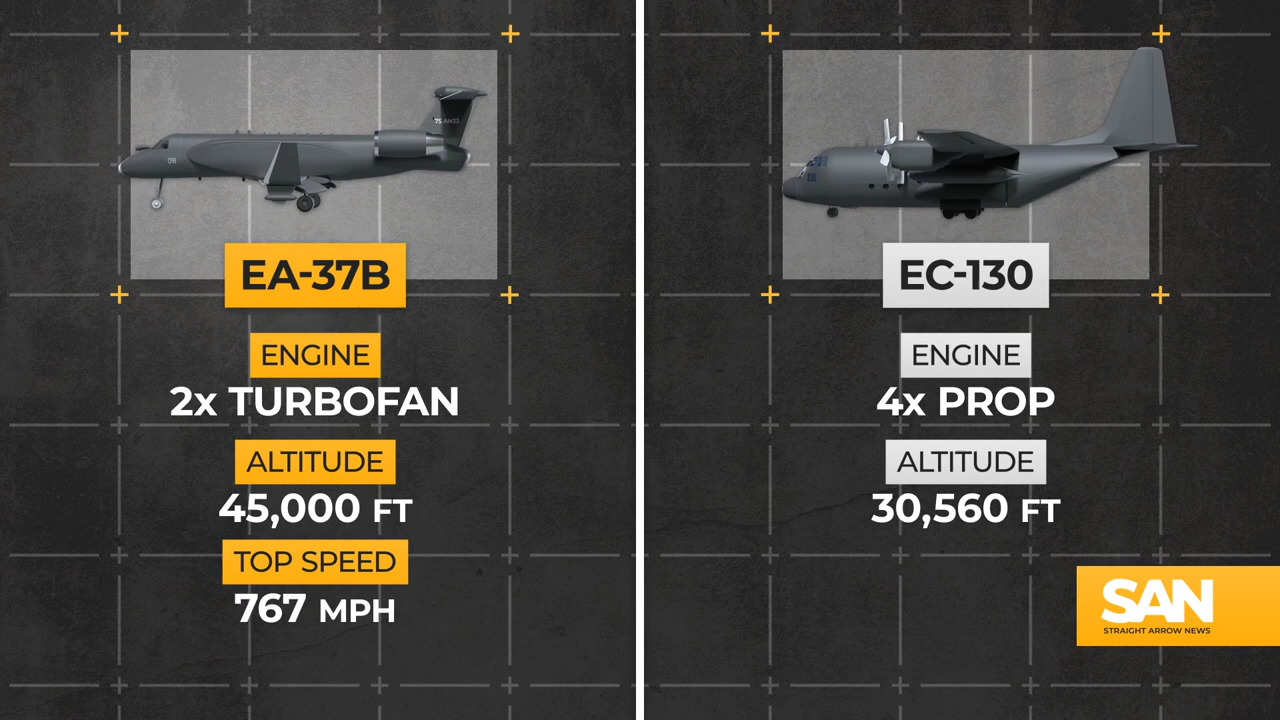 EA-37B
ENGINE
2x TURBOFAN
ALTITUDE
45,000 FT
TOP SPEED
767 MPH
EC-130
ENGINE
4x PROP
ALTITUDE
30,560 FT
SAN
STRAIGHT ARROW NEWS